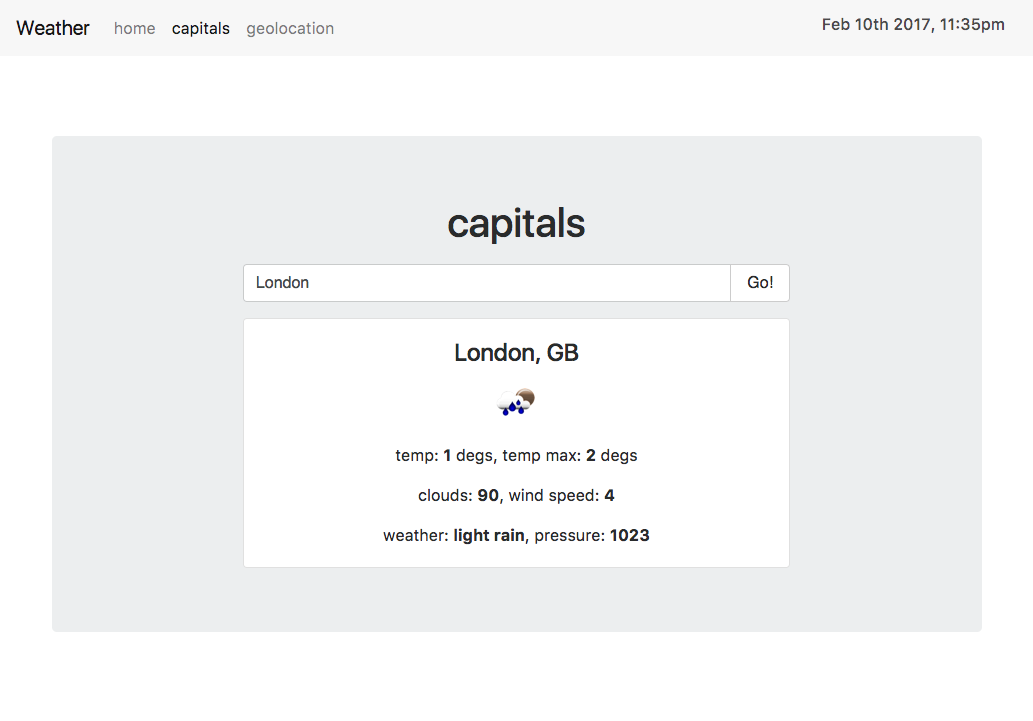 Weather home capitals geolocation Feb 10th 2017, 11:35pm
capitals
London Go!
London, GB
temp: 1 degs, temp max: 2 degs
clouds: 90, wind speed: 4
weather: light rain, pressure: 1023